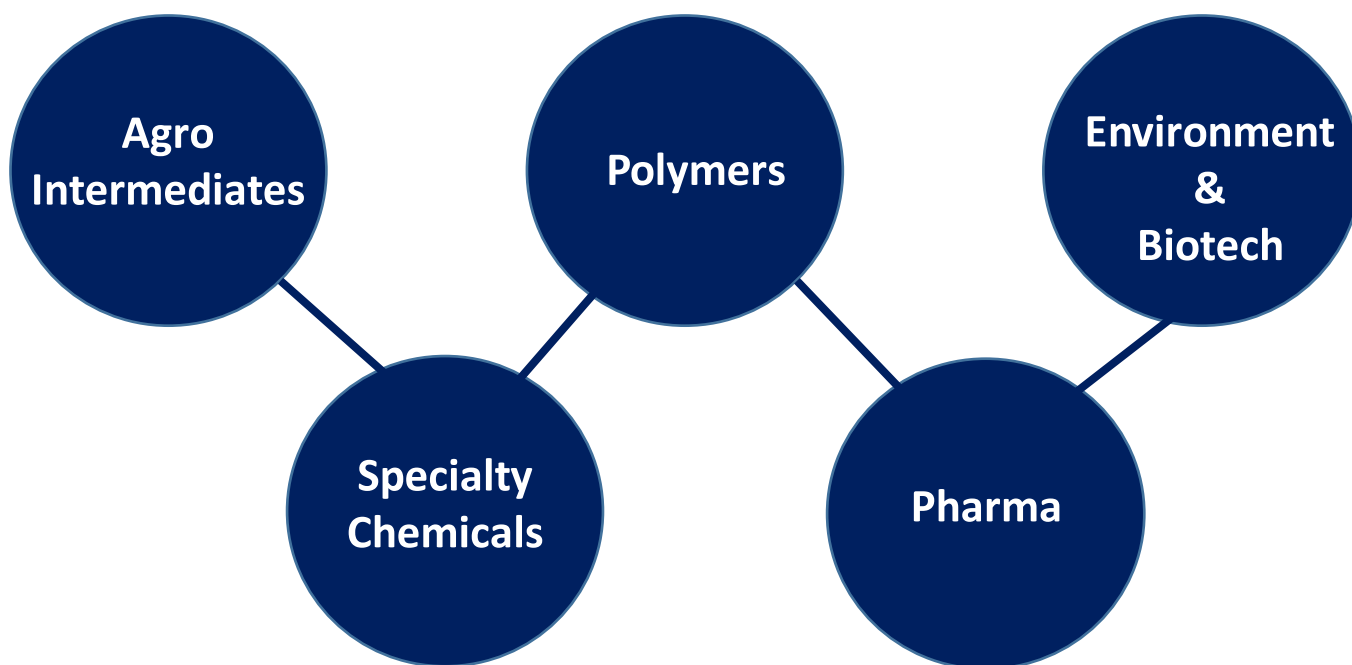 Agro
Intermediates
Polymers
Environment
&
Biotech
Specialty
Chemicals
Pharma